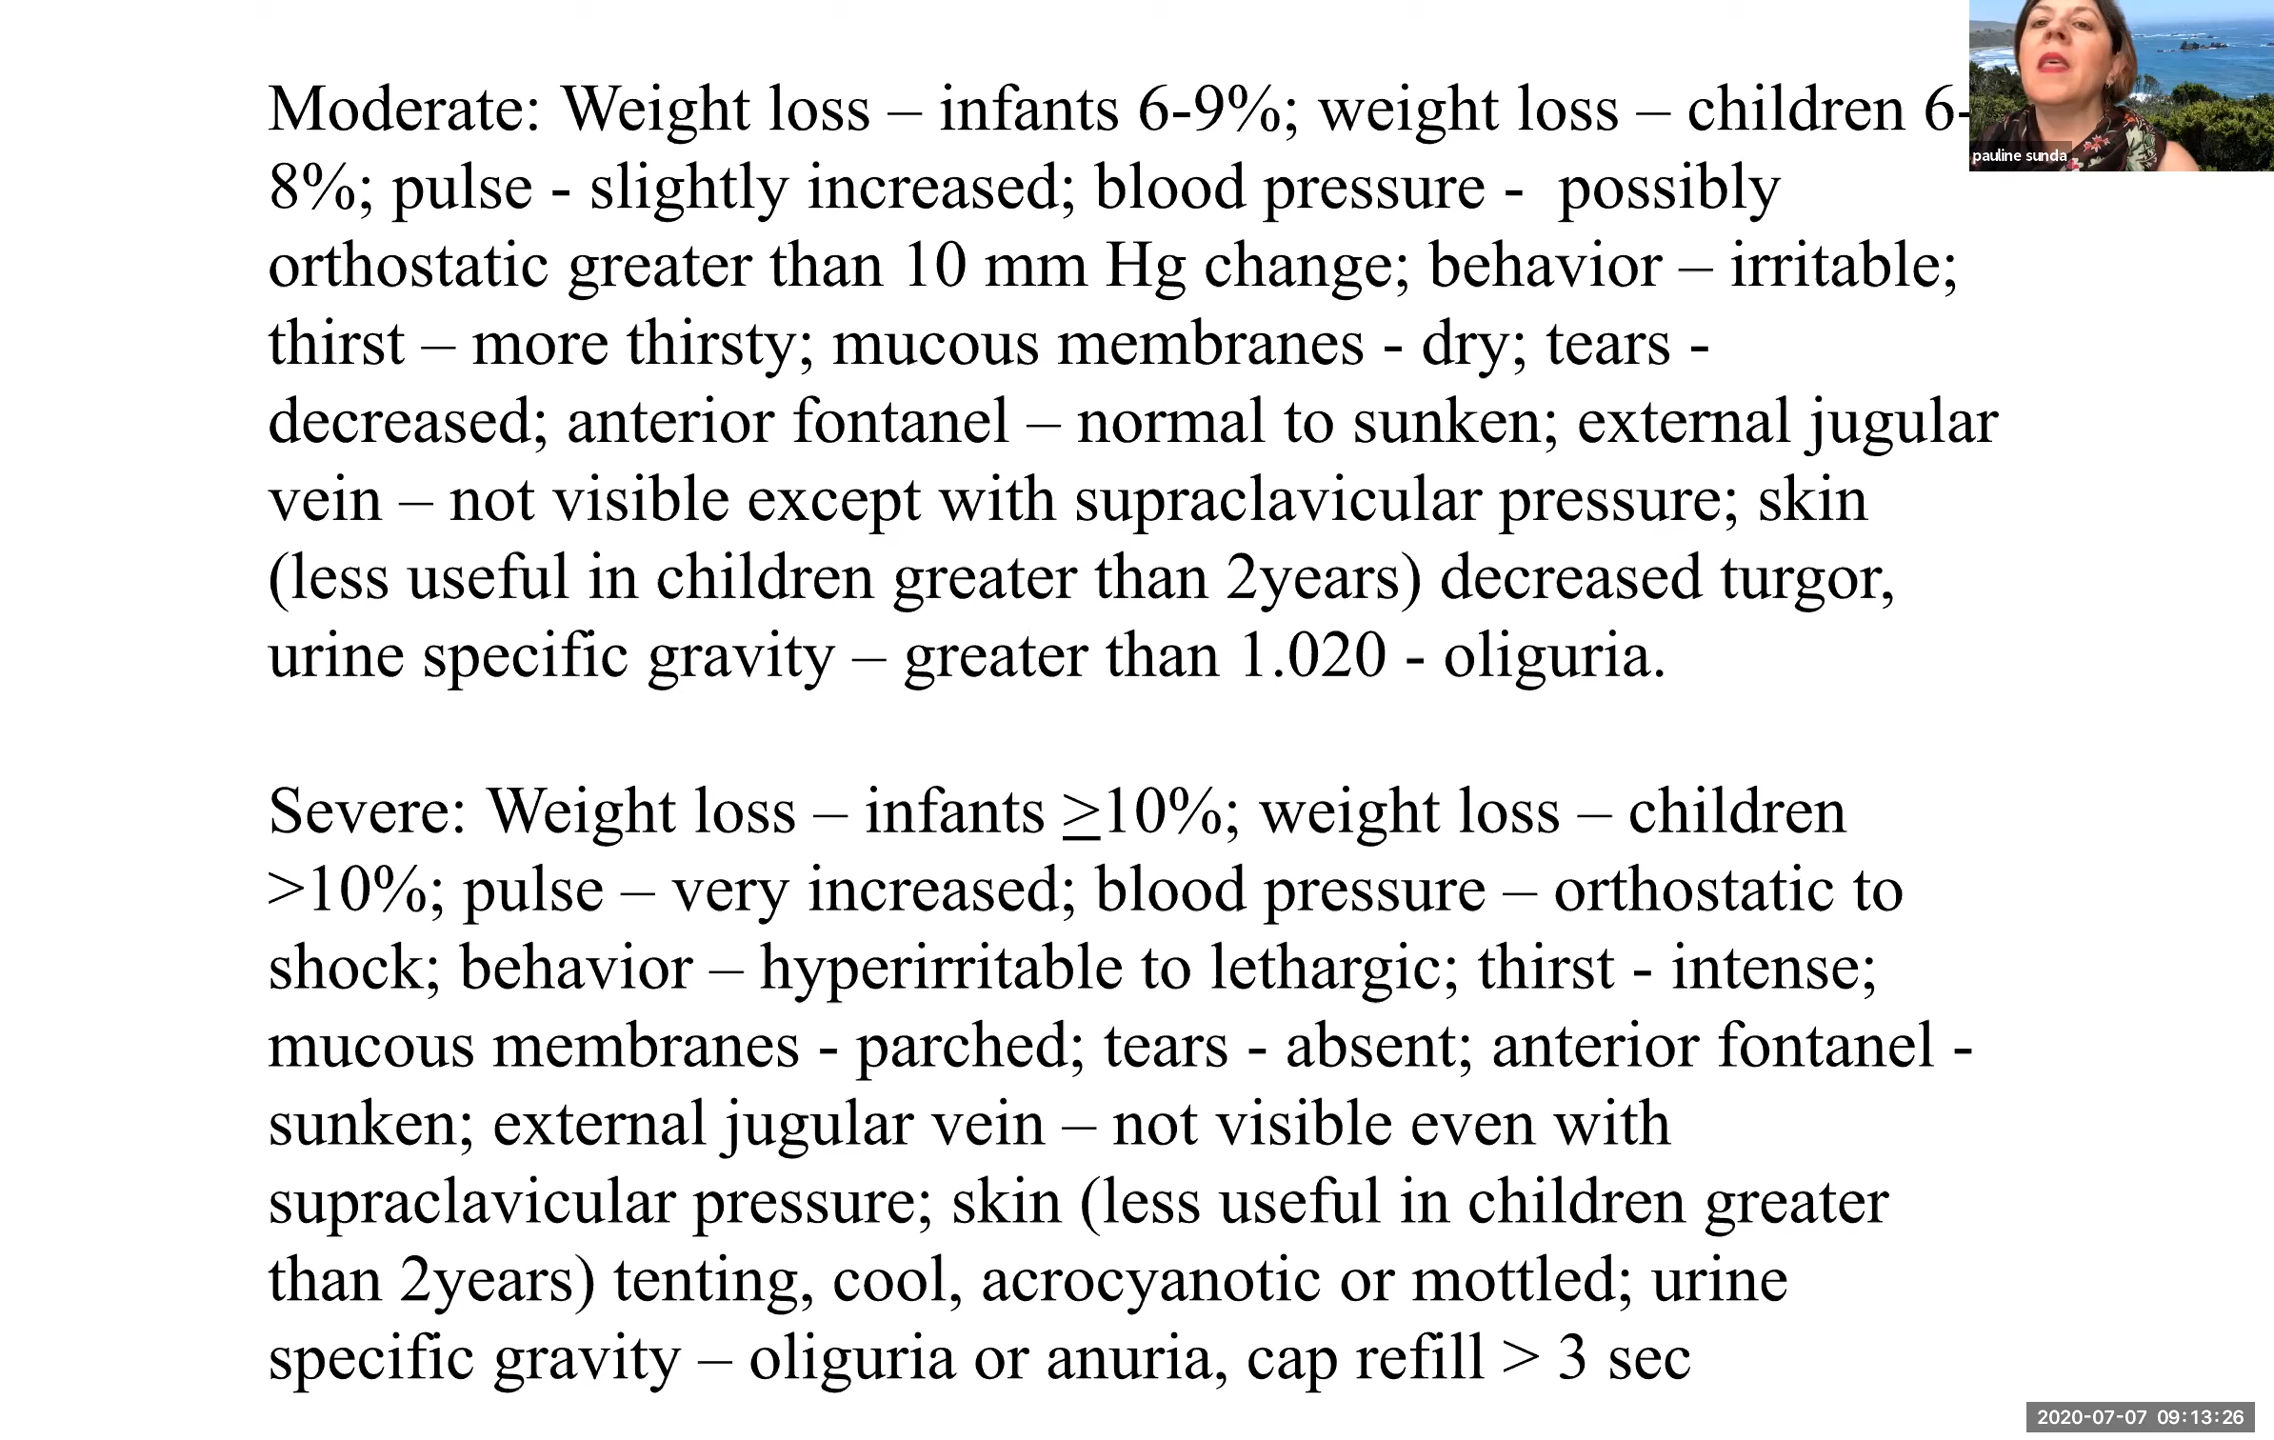 Moderate: Weight loss – infants 6-9%; weight loss – children 6-
8%; pulse - slightly increased; blood pressure -  possibly
orthostatic greater than 10 mm Hg change; behavior – irritable;
thirst – more thirsty; mucous membranes - dry; tears -
decreased; anterior fontanel – normal to sunken; external jugular
vein – not visible except with supraclavicular pressure; skin
(less useful in children greater than 2years) decreased turgor,
urine specific gravity – greater than 1.020 - oliguria.
Severe: Weight loss – infants ≥10%; weight loss – children
>10%; pulse – very increased; blood pressure – orthostatic to
shock; behavior – hyperirritable to lethargic; thirst - intense;
mucous membranes - parched; tears - absent; anterior fontanel -
sunken; external jugular vein – not visible even with
supraclavicular pressure; skin (less useful in children greater
than 2years) tenting, cool, acrocyanotic or mottled; urine
specific gravity – oliguria or anuria, cap refill > 3 sec
pauline sunda
2020-07-07 09:13:26